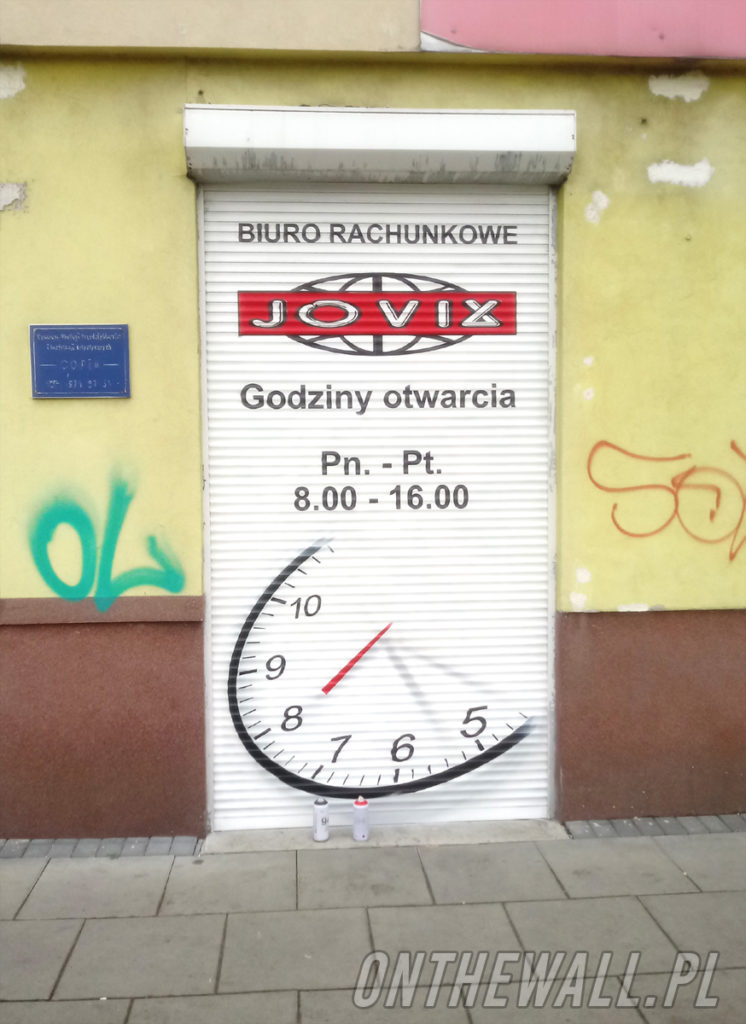 BIURO RACHUNKOWE
JOVIX
Godziny otwarcia
Pn. - Pt.
8.00 - 16.00
OL
10
9
8
7
6
5
ONTHEWALL.PL